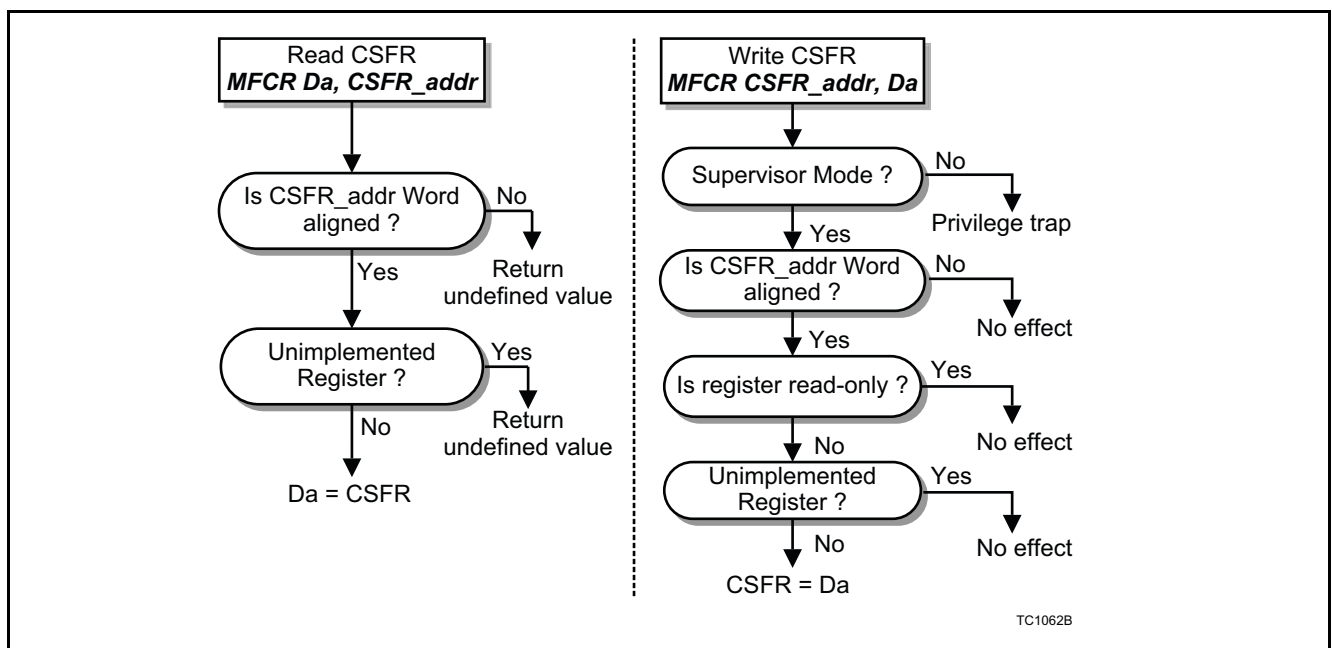 Read CSFR
MFCR Da, CSFR_addr
Is CSFR_addr Word
aligned ?
No
Return
undefined value
Yes
Unimplemented
Register ?
Yes
Return
undefined value
No
Da = CSFR
Write CSFR
MFCR CSFR_addr, Da
Supervisor Mode ?
No
Privilege trap
Yes
Is CSFR_addr Word
aligned ?
No
No effect
Yes
Is register read-only ?
Yes
No effect
No
Unimplemented
Register ?
Yes
No effect
No
CSFR = Da
TC1062B